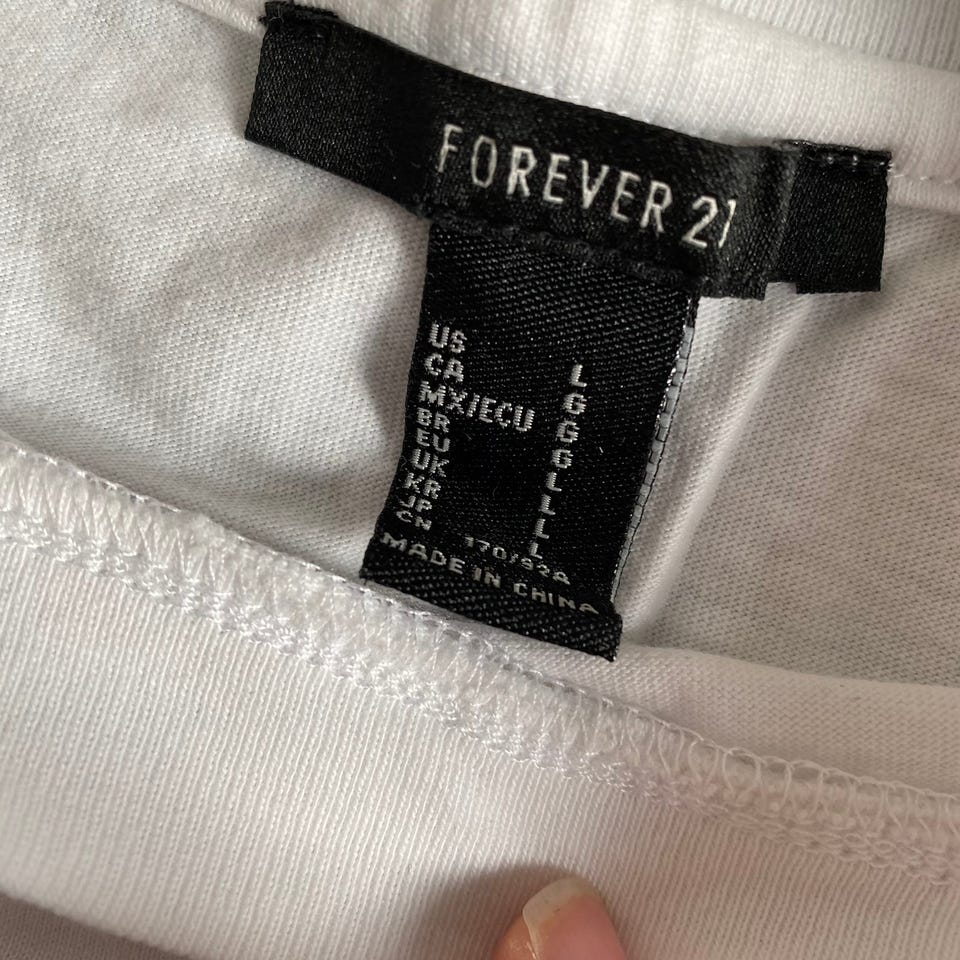 FOREVER 21
US L
CA G
MX/ECU G
BR G
EU L
UK L
KR L
JP L
CN 170/92A
MADE IN CHINA